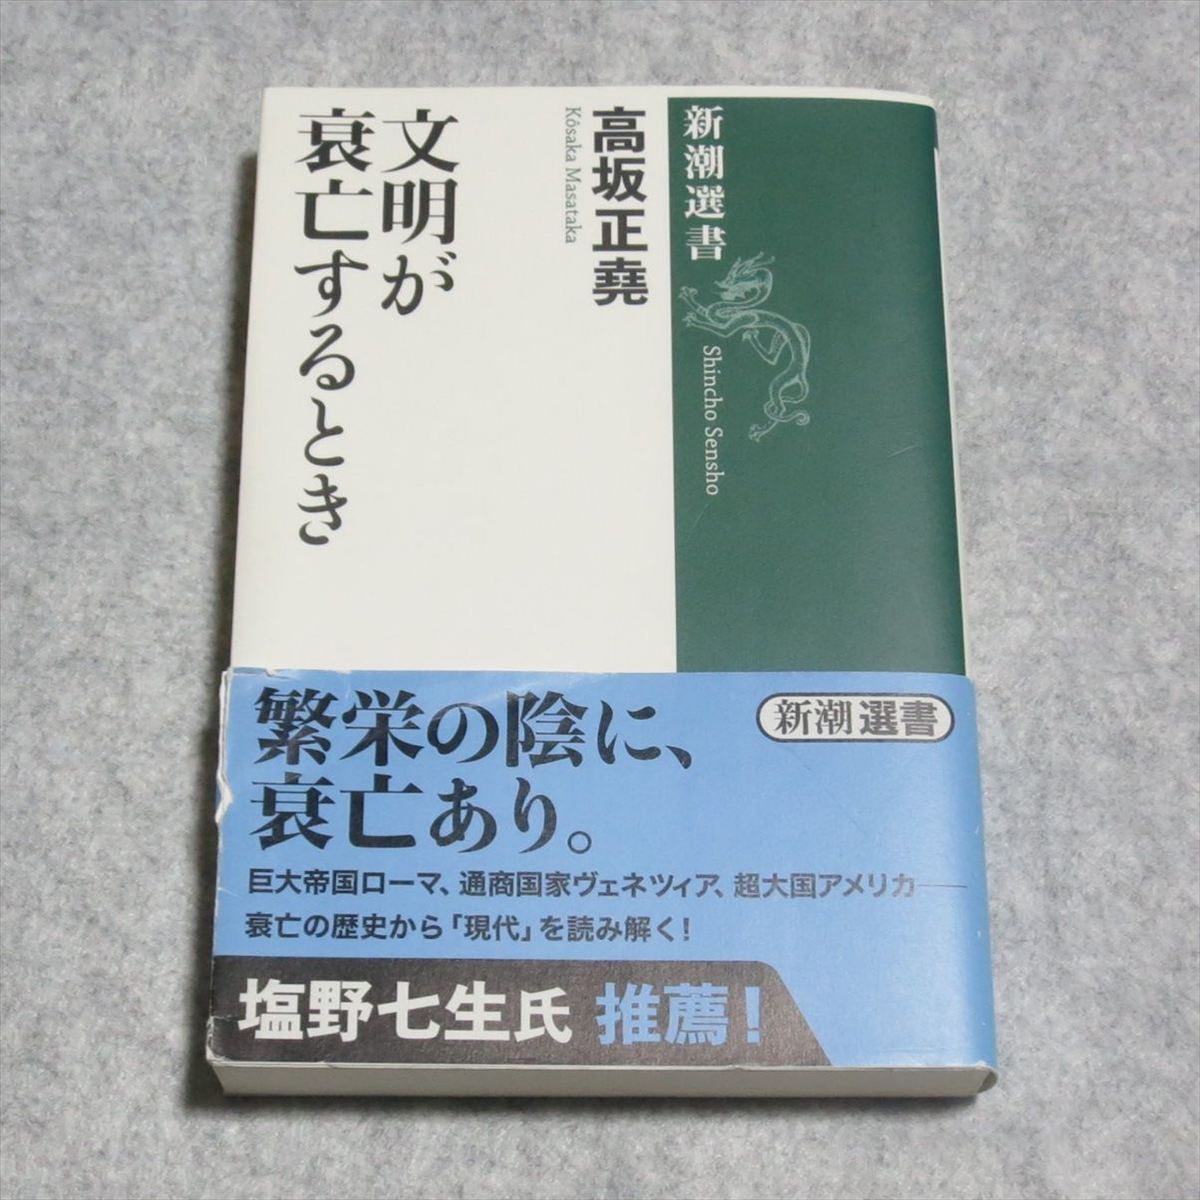 新潮選書
Shincho Sensho
高坂正堯
Kōsaka Masataka
文明が
衰亡するとき
新潮選書
繁栄の陰に、
衰亡あり。
巨大帝国ローマ、通商国家ヴェネツィア、超大国アメリカ――
衰亡の歴史から「現代」を読み解く！
塩野七生氏 推薦！